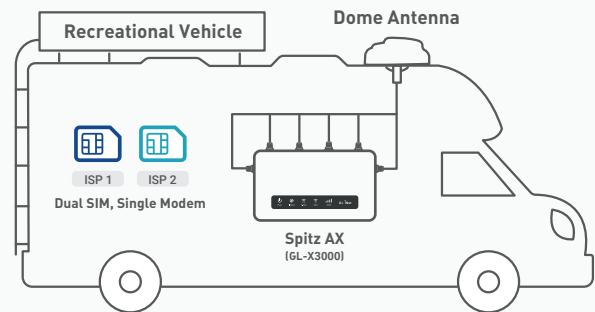 Recreational Vehicle
Dome Antenna
ISP 1
ISP 2
Dual SIM, Single Modem
Spitz AX
(GL-X3000)